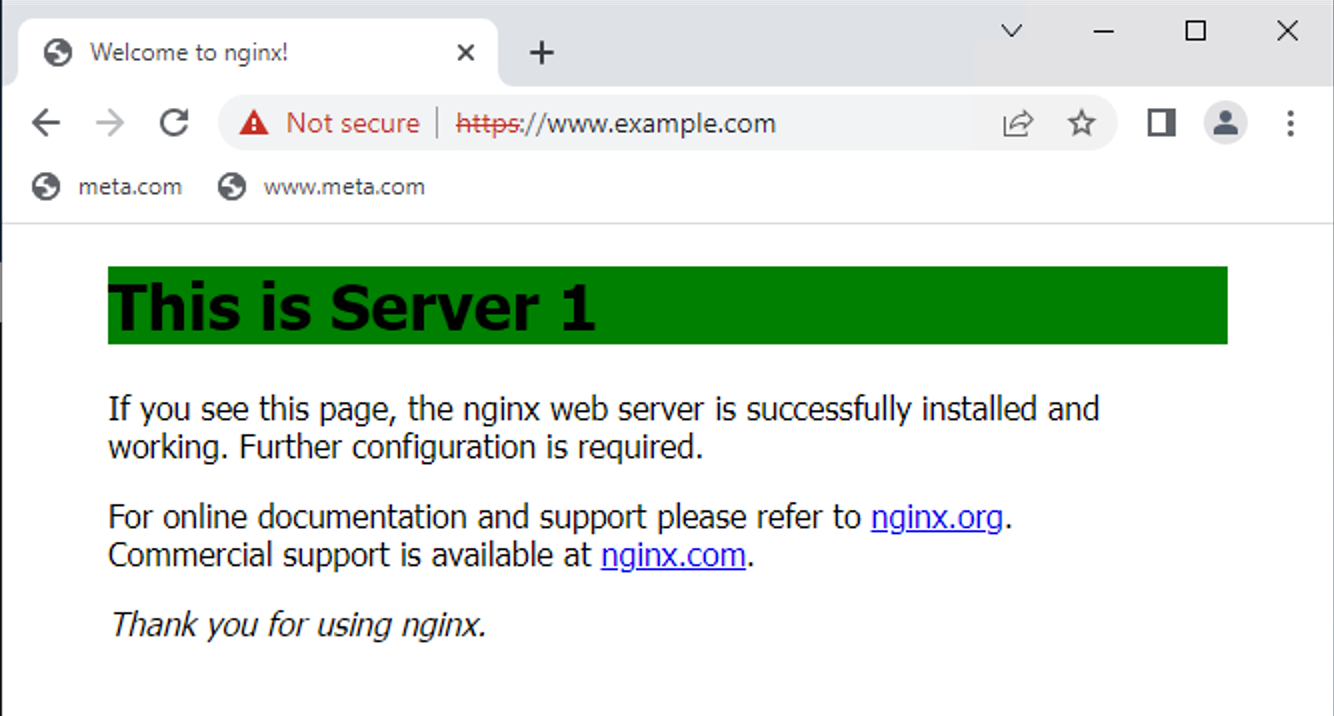 Welcome to nginx!
Not secure | https://www.example.com
meta.com www.meta.com
This is Server 1
If you see this page, the nginx web server is successfully installed and
working. Further configuration is required.
For online documentation and support please refer to nginx.org.
Commercial support is available at nginx.com.
Thank you for using nginx.